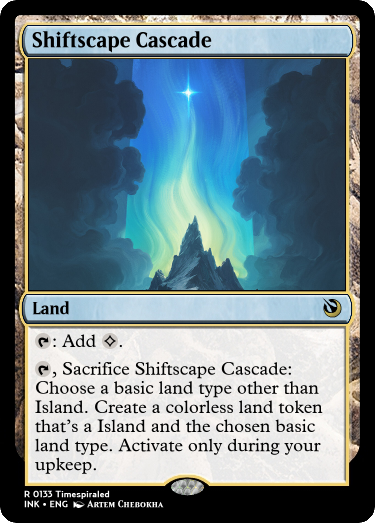 Shiftscape Cascade
Land
: Add .
, Sacrifice Shiftscape Cascade:
Choose a basic land type other than
Island. Create a colorless land token
that's a Island and the chosen basic
land type. Activate only during your
upkeep.
R 0133 Timespiraled
INK • ENG Artem Chebokha